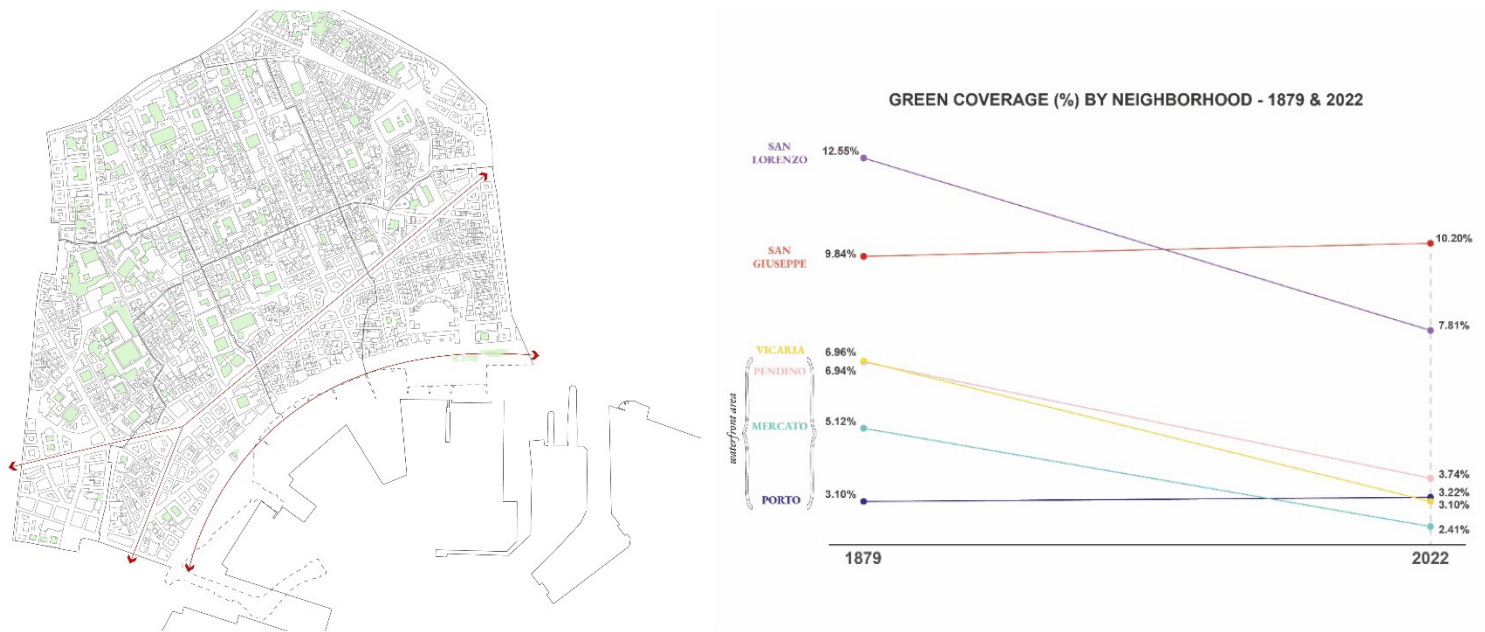 GREEN COVERAGE (%) BY NEIGHBORHOOD - 1879 & 2022
SAN
LORENZO
12.55%
SAN
GIUSEPPE
9.84%
10.20%
7.81%
VICARIA
6.96%
PENDINO
6.94%
waterfront area
MERCATO
5.12%
3.74%
PORTO
3.10%
3.22%
3.10%
2.41%
1879
2022